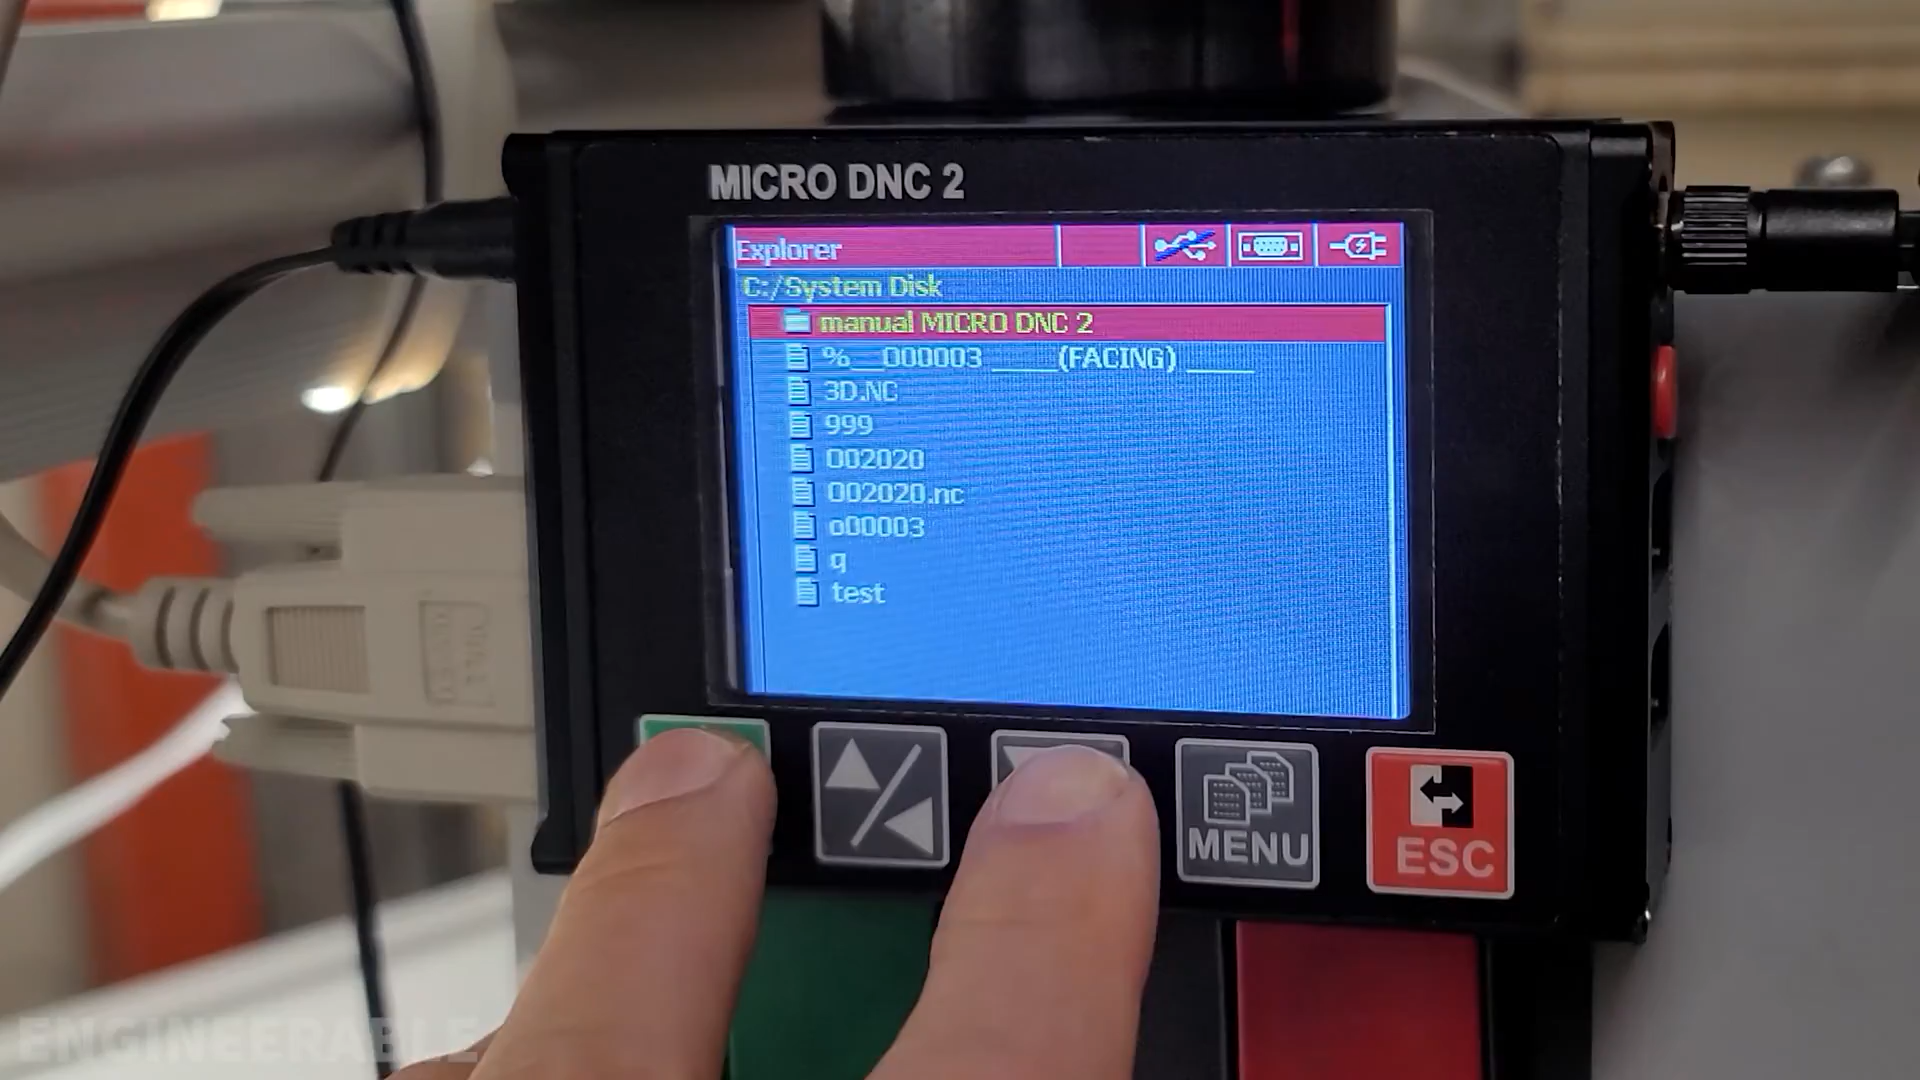 MICRO DNC 2
Explorer
C:/System Disk
manual MICRO DNC 2
%__O00003 ____(FACING) ____
3D.NC
999
O02020
O02020.nc
o00003
q
test
MENU
ESC
ENGINEERABLE